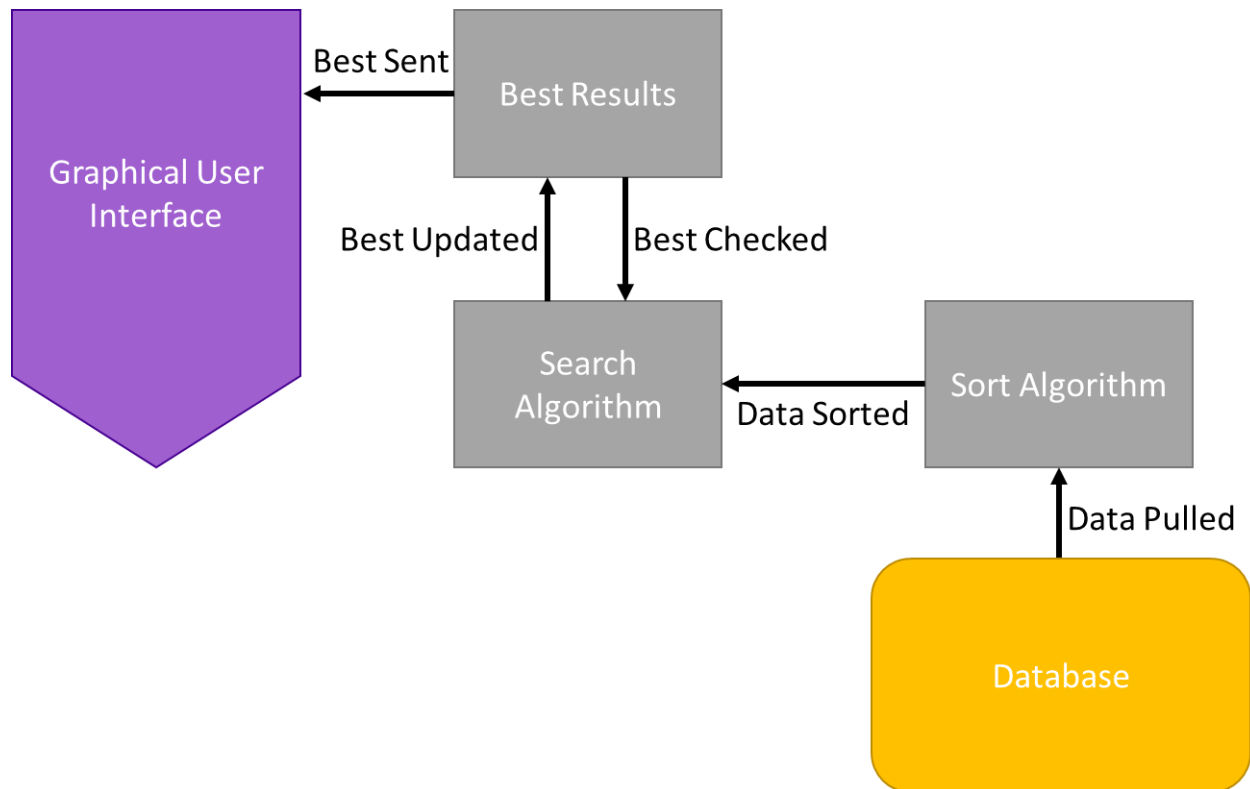 Best Sent
Best Results
Graphical User
Interface
Best Updated
Best Checked
Search
Algorithm
Sort Algorithm
Data Sorted
Data Pulled
Database